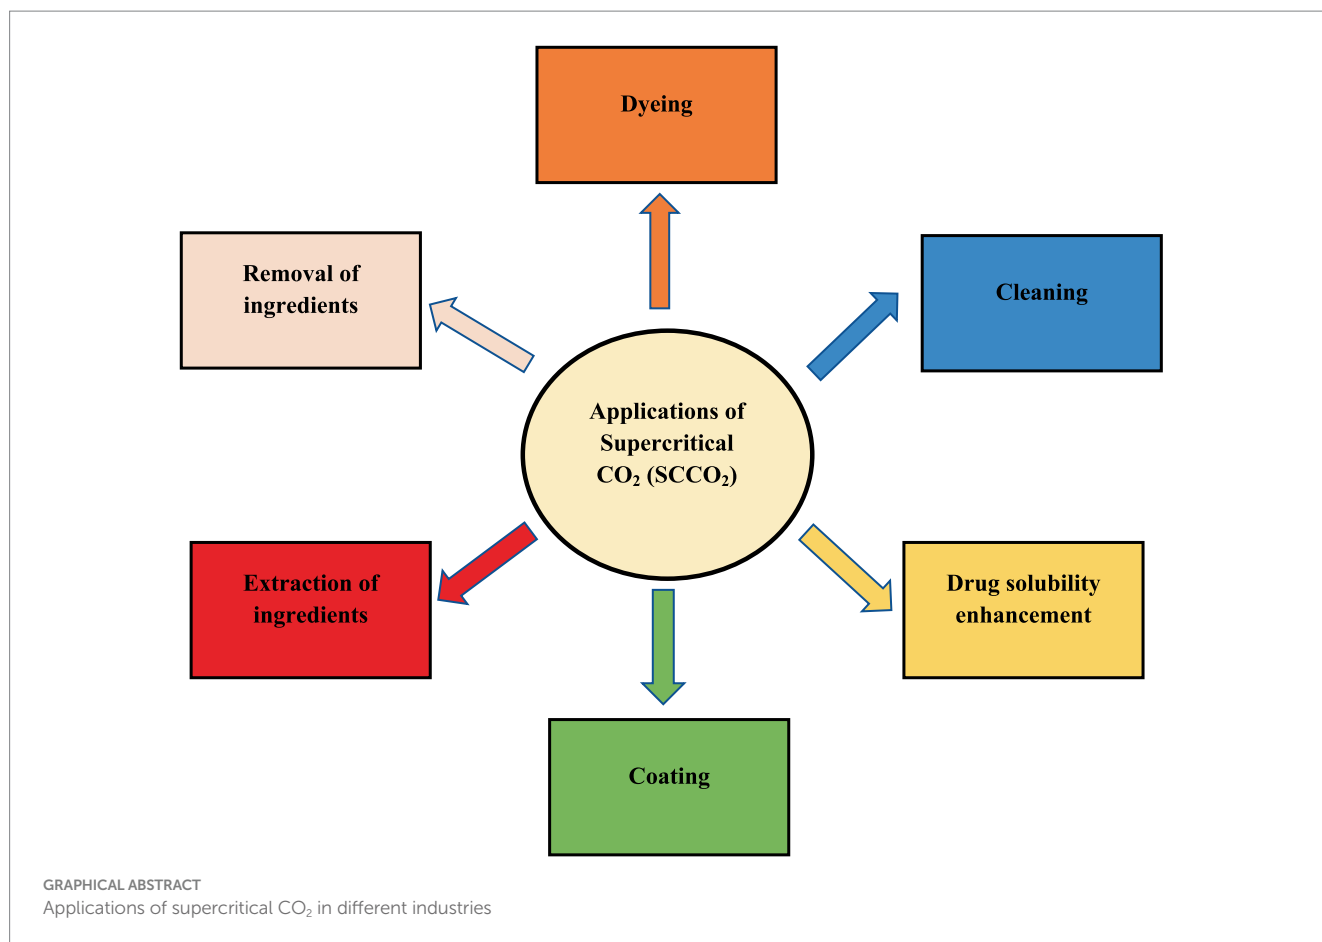 Dyeing
Removal of
ingredients
Cleaning
Applications of
Supercritical
CO₂ (SCCO₂)
Extraction of
ingredients
Drug solubility
enhancement
Coating
GRAPHICAL ABSTRACT
Applications of supercritical CO₂ in different industries